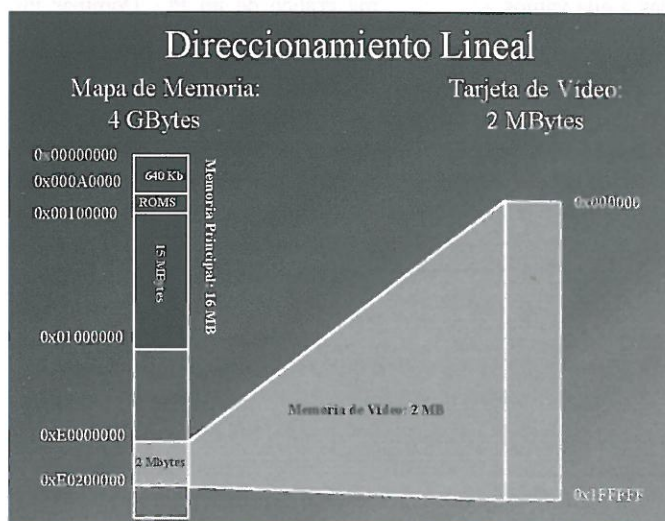 Direccionamiento Lineal
Mapa de Memoria:
4 GBytes
Tarjeta de Vídeo:
2 MBytes
0x00000000
0x000A0000
0x00100000
0x01000000
0xE0000000
0xE0200000
640 Kb
ROMS
15 MBytes
2 Mbytes
Memoria Principal: 16 MB
Memoria de Vídeo: 2 MB
0x000000
0x1FFFFF